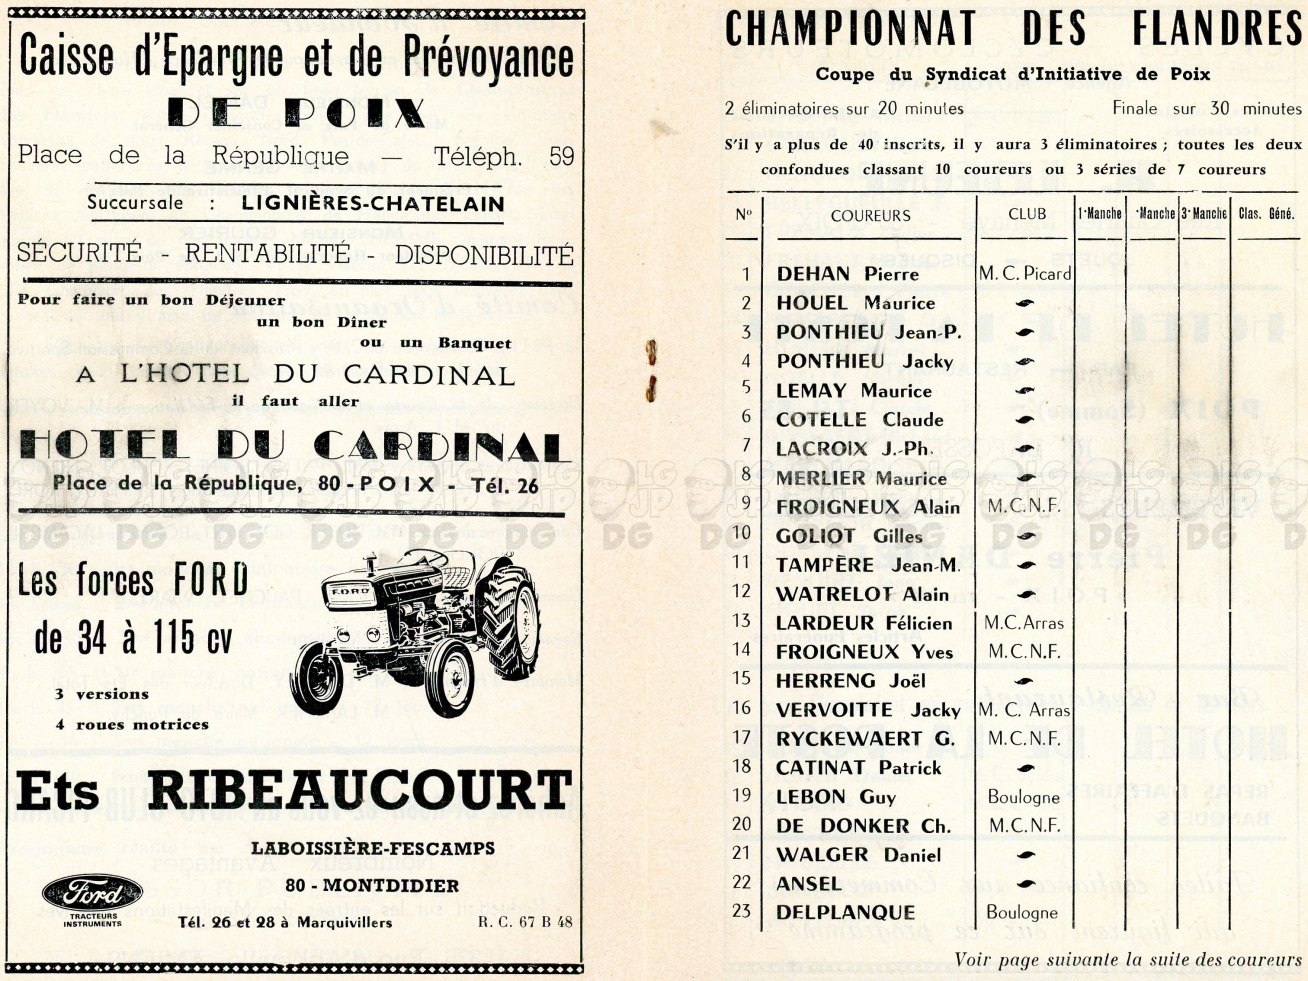 Caisse d'Epargne et de Prévoyance
DE POIX
Place de la République — Téléph. 59
Succursale : LIGNIÈRES-CHATELAIN
SÉCURITÉ - RENTABILITÉ - DISPONIBILITÉ
Pour faire un bon Déjeuner
un bon Dîner
ou un Banquet
A L'HOTEL DU CARDINAL
il faut aller
HOTEL DU CARDINAL
Place de la République, 80 - POIX - Tél. 26
Les forces FORD
de 34 à 115 cv
3 versions
4 roues motrices
FORD
Ets RIBEAUCOURT
LABOISSIÈRE-FESCAMPS
80 - MONTDIDIER
Ford
TRACTEURS
INSTRUMENTS
Tél. 26 et 28 à Marquivillers R. C. 67 B 48
CHAMPIONNAT DES FLANDRES
Coupe du Syndicat d'Initiative de Poix
2 éliminatoires sur 20 minutes Finale sur 30 minutes
S'il y a plus de 40 inscrits, il y aura 3 éliminatoires ; toutes les deux
confondues classant 10 coureurs ou 3 séries de 7 coureurs
No COUREURS CLUB 1e Manche Manche 3e Manche Clas. Géné.
1 DEHAN Pierre M. C. Picard
2 HOUEL Maurice
3 PONTHIEU Jean-P.
4 PONTHIEU Jacky
5 LEMAY Maurice
6 COTELLE Claude
7 LACROIX J.-Ph.
8 MERLIER Maurice
9 FROIGNEUX Alain M.C.N.F.
10 GOLIOT Gilles
11 TAMPÈRE Jean-M.
12 WATRELOT Alain
13 LARDEUR Félicien M.C. Arras
14 FROIGNEUX Yves M.C.N.F.
15 HERRENG Joël
16 VERVOITTE Jacky M. C. Arras
17 RYCKEWAERT G. M.C.N.F.
18 CATINAT Patrick
19 LEBON Guy Boulogne
20 DE DONKER Ch. M.C.N.F.
21 WALGER Daniel
22 ANSEL
23 DELPLANQUE Boulogne
Voir page suivante la suite des coureurs